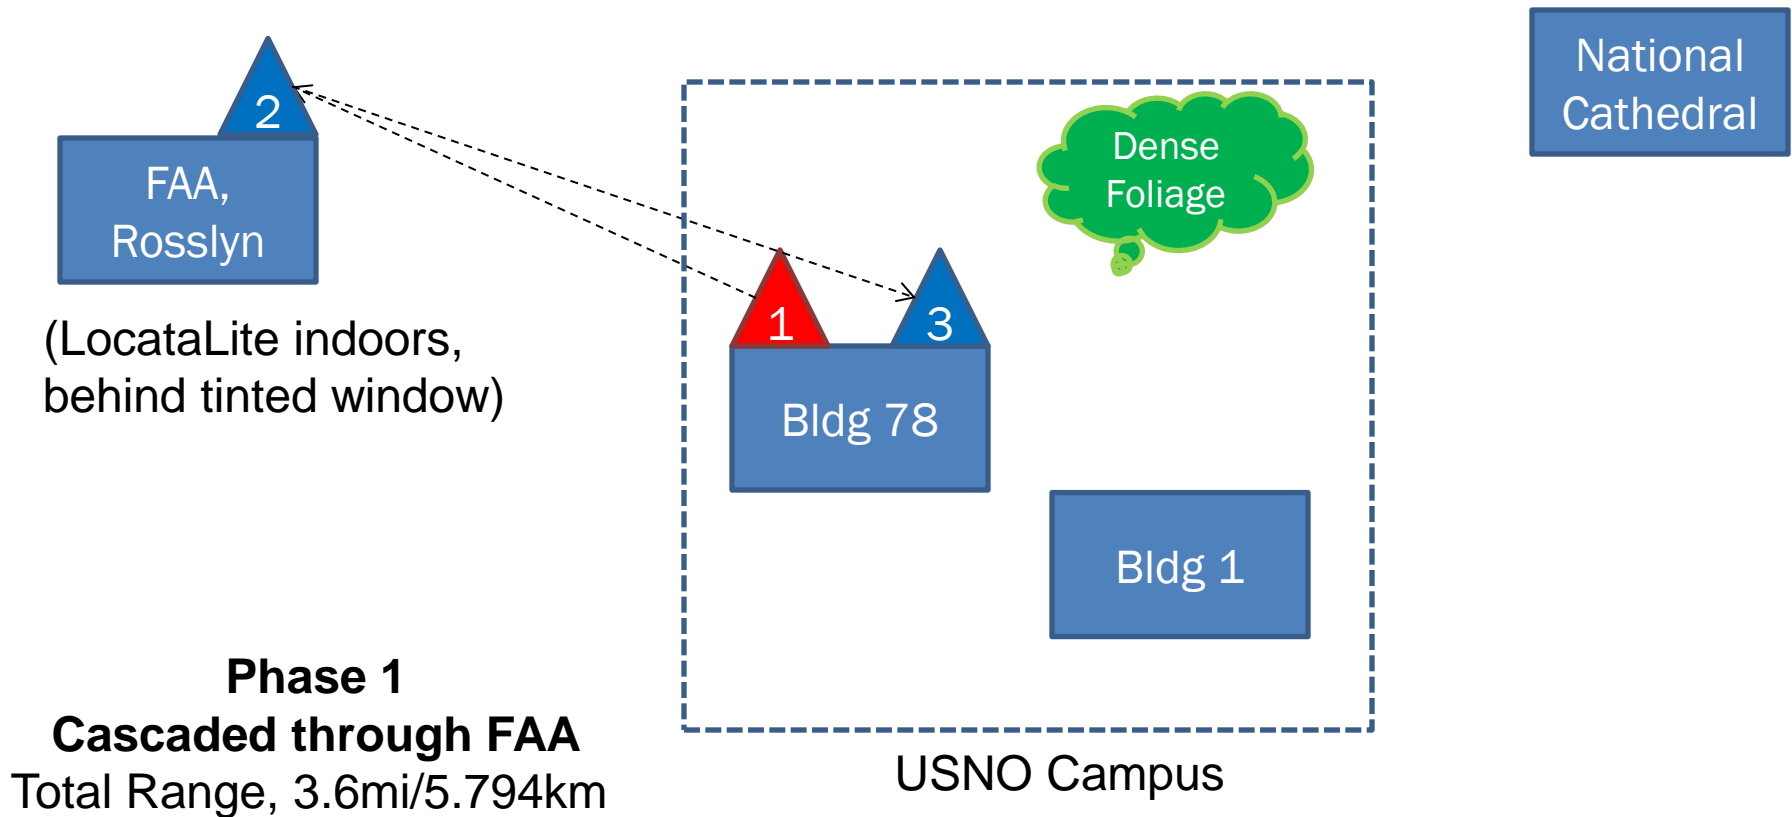 National
Cathedral
2
Dense
Foliage
FAA,
Rosslyn
1
3
(LocataLite indoors,
behind tinted window)
Bldg 78
Bldg 1
Phase 1
Cascaded through FAA
Total Range, 3.6mi/5.794km
USNO Campus